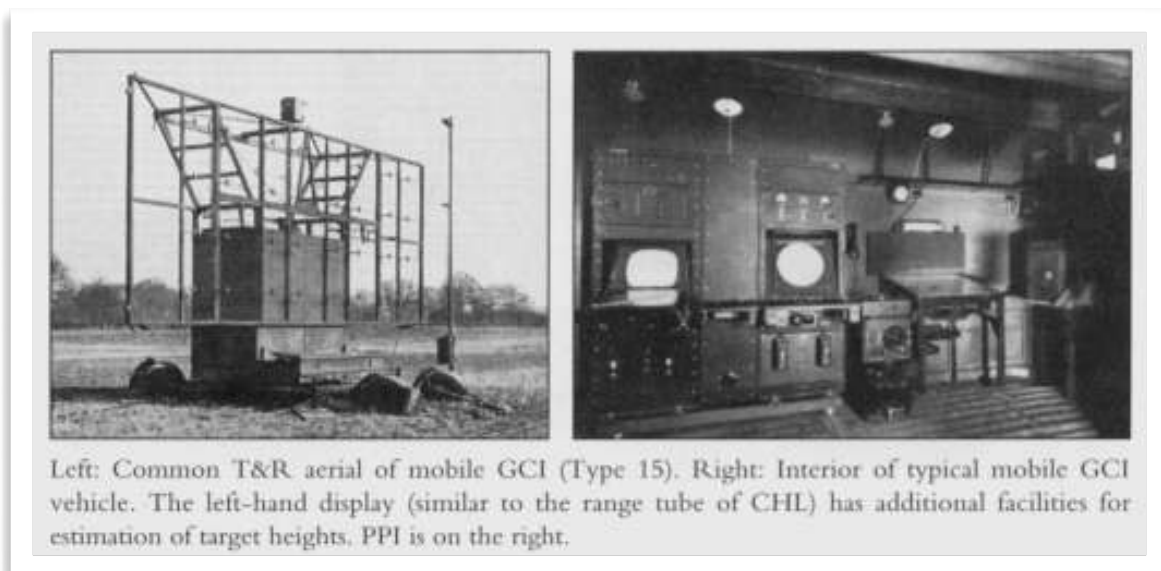 Left: Common T&R aerial of mobile GCI (Type 15). Right: Interior of typical mobile GCI
vehicle. The left-hand display (similar to the range tube of CHL) has additional facilities for
estimation of target heights. PPI is on the right.